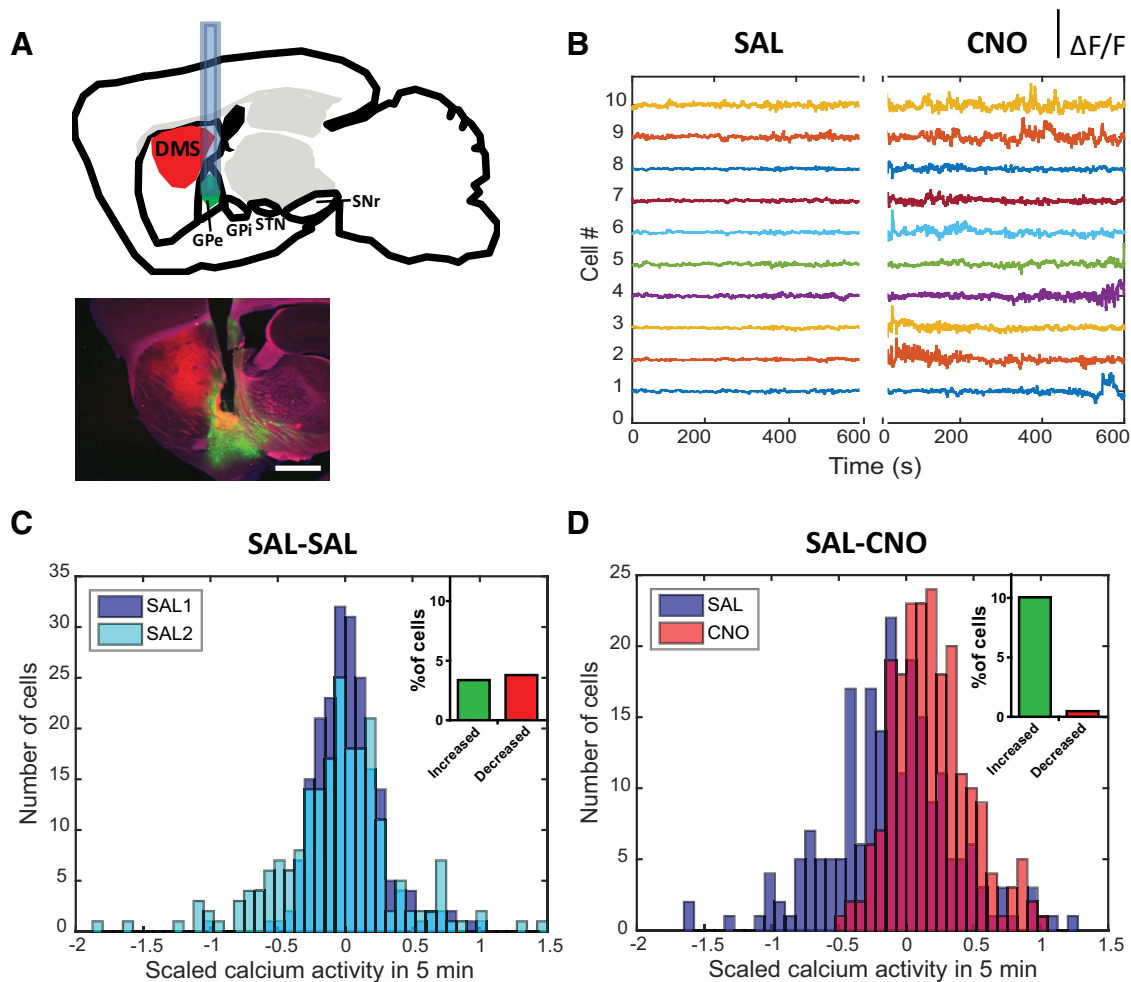 A
DMS
GPe
GPi
STN
SNr
B
SAL
CNO
ΔF/F
Cell #
10
9
8
7
6
5
4
3
2
1
0
0 200 400 600
0 200 400 600
Time (s)
C
SAL-SAL
SAL1
SAL2
Number of cells
35
30
25
20
15
10
5
0
-2 -1.5 -1 -0.5 0 0.5 1 1.5
Scaled calcium activity in 5 min
%of cells
10
5
0
Increased
Decreased
D
SAL-CNO
SAL
CNO
Number of cells
25
20
15
10
5
0
-2 -1.5 -1 -0.5 0 0.5 1 1.5
Scaled calcium activity in 5 min
%of cells
10
5
0
Increased
Decreased